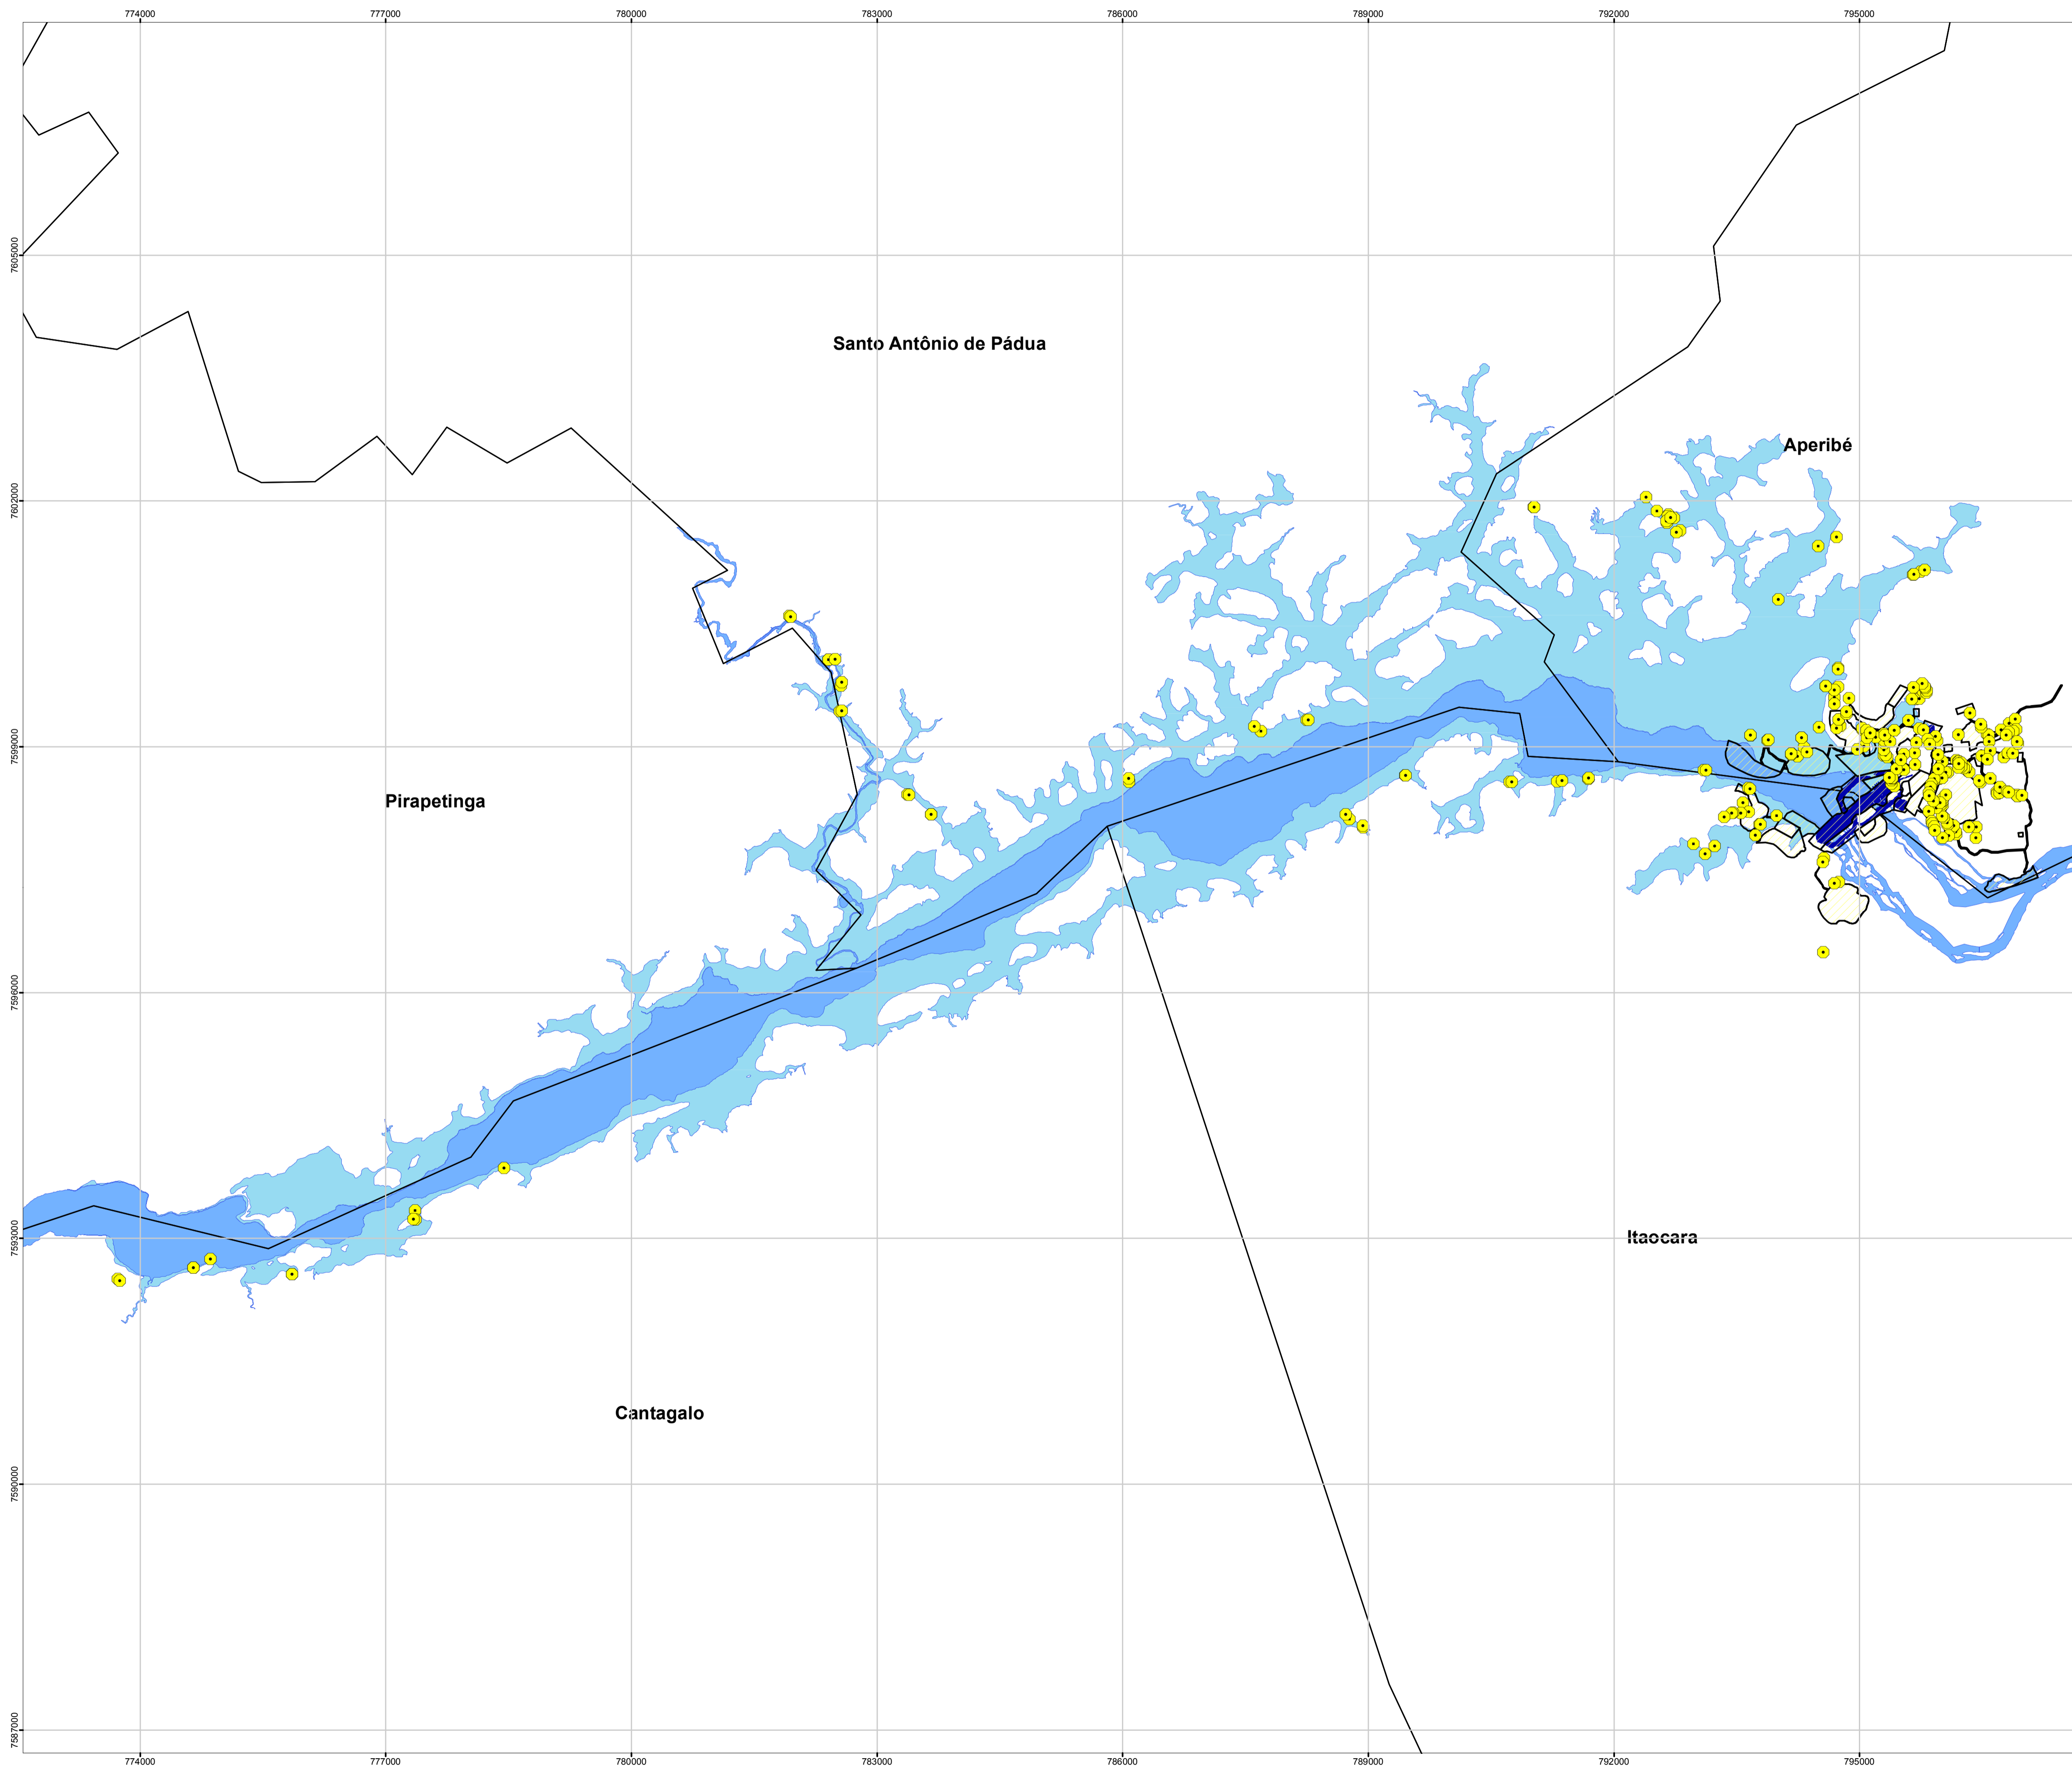 774000 777000 780000 783000 786000 789000 792000 795000
7605000
Santo Antônio de Pádua
Aperibé
7602000
7599000
Pirapetinga
7596000
7593000
Itaocara
Cantagalo
7590000
7587000
774000 777000 780000 783000 786000 789000 792000 795000